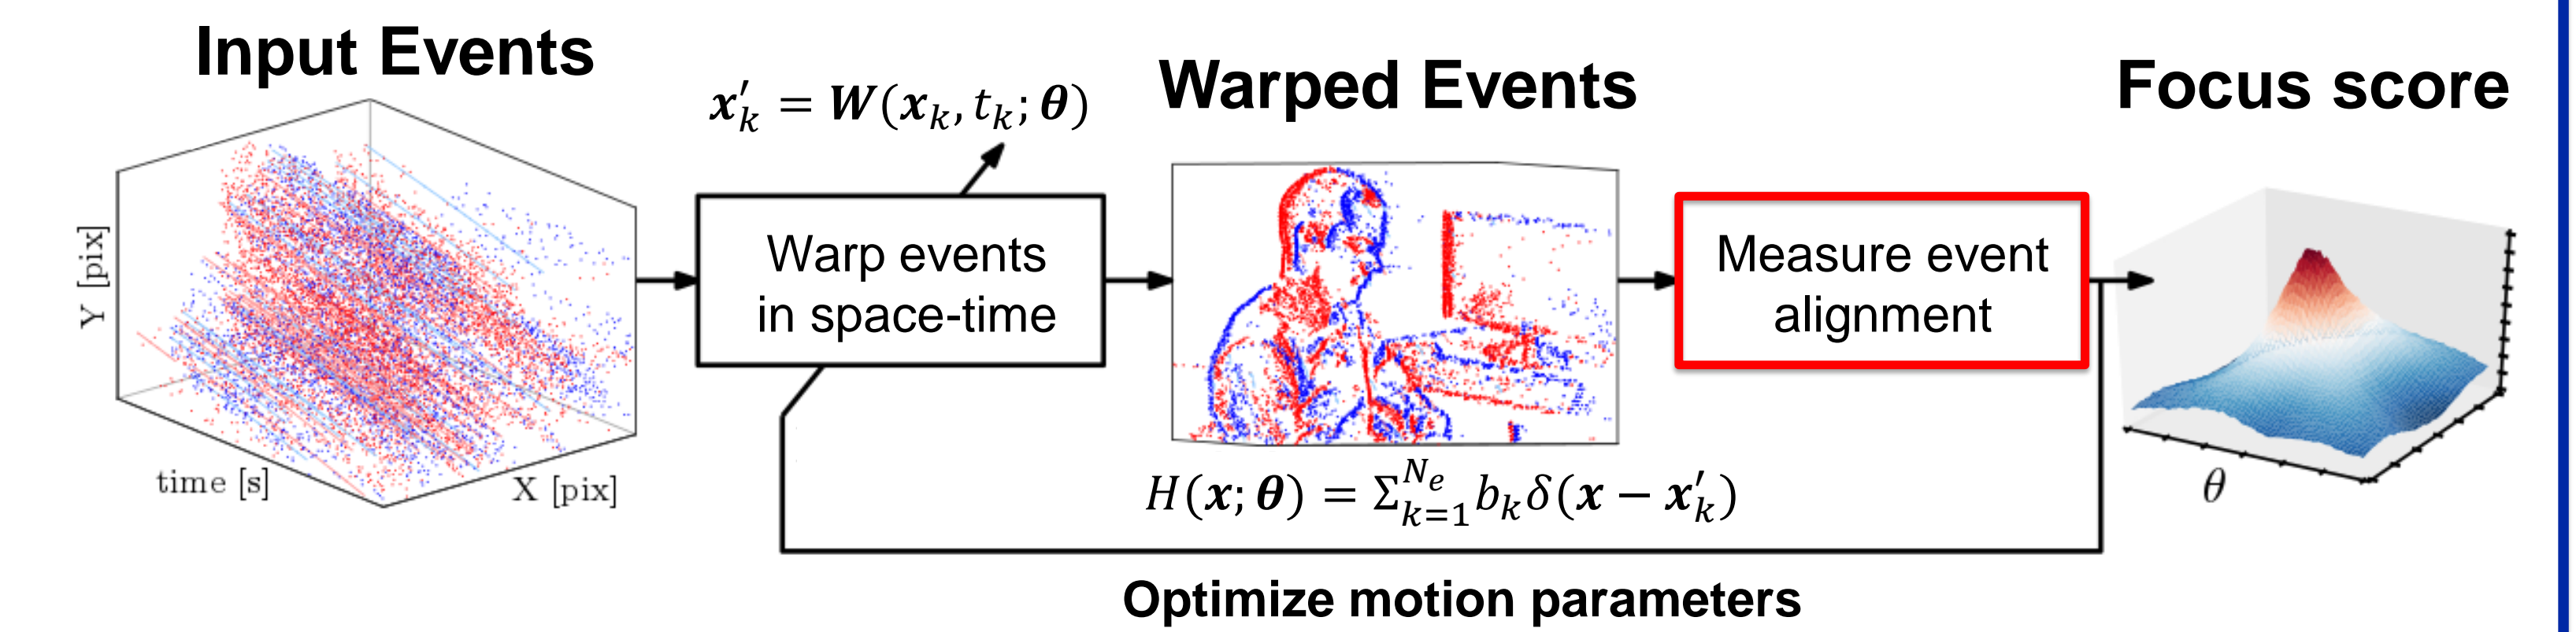 Input Events
Warped Events
Focus score
𝒙′ₖ = 𝑾(𝒙ₖ, tₖ; 𝜽)
Y [pix]
time [s]
X [pix]
Warp events
in space-time
Measure event
alignment
H(𝒙; 𝜽) = Σₖ₌₁^{Nₑ} bₖδ(𝒙 − 𝒙′ₖ)
θ
Optimize motion parameters